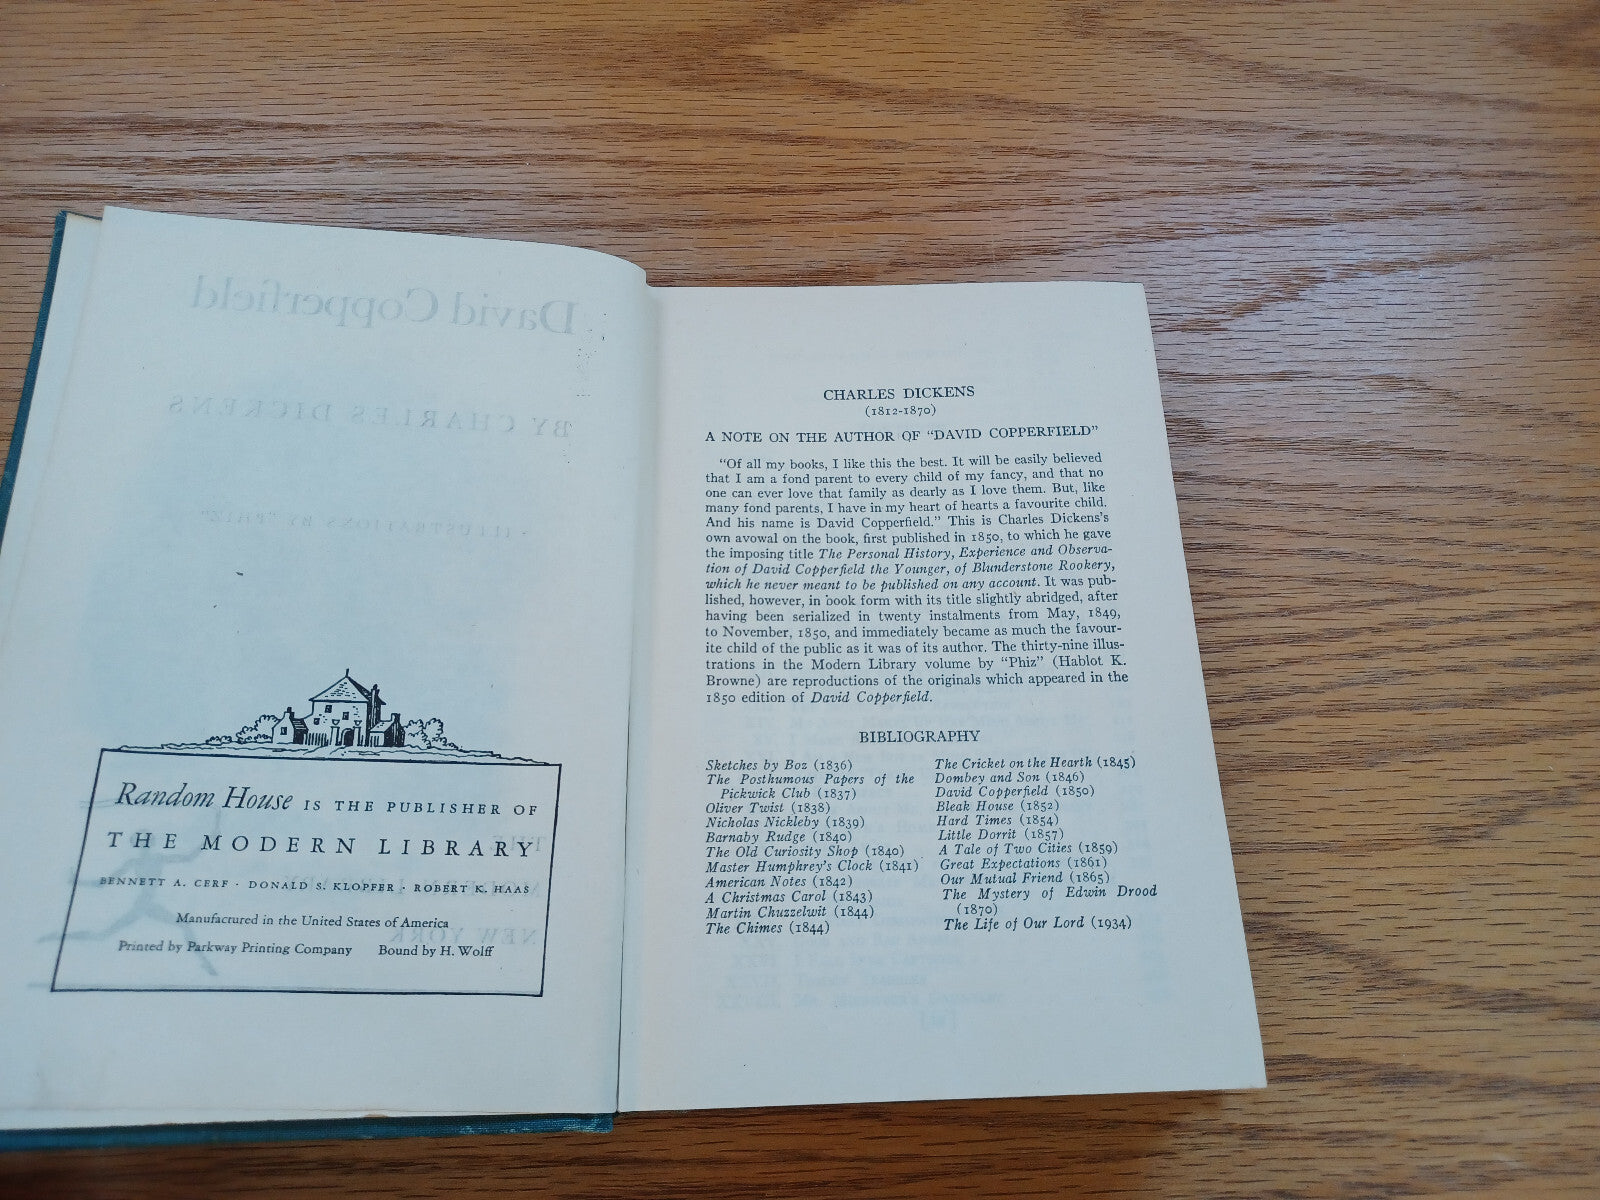 David Copperfield
BY CHARLES DICKENS
ILLUSTRATIONS BY "PHIZ"
Random House IS THE PUBLISHER OF
THE MODERN LIBRARY
BENNETT A. CERF · DONALD S. KLOPFER · ROBERT K. HAAS
Manufactured in the United States of America
Printed by Parkway Printing Company Bound by H. Wolff
NEW YORK
CHARLES DICKENS
(1812-1870)
A NOTE ON THE AUTHOR OF "DAVID COPPERFIELD"
"Of all my books, I like this the best. It will be easily believed
that I am a fond parent to every child of my fancy, and that no
one can ever love that family as dearly as I love them. But, like
many fond parents, I have in my heart of hearts a favourite child.
And his name is David Copperfield." This is Charles Dickens's
own avowal on the book, first published in 1850, to which he gave
the imposing title The Personal History, Experience and Observa-
tion of David Copperfield the Younger, of Blunderstone Rookery,
which he never meant to be published on any account. It was pub-
lished, however, in book form with its title slightly abridged, after
having been serialized in twenty instalments from May, 1849,
to November, 1850, and immediately became as much the favour-
ite child of the public as it was of its author. The thirty-nine illus-
trations in the Modern Library volume by "Phiz" (Hablot K.
Browne) are reproductions of the originals which appeared in the
1850 edition of David Copperfield.
BIBLIOGRAPHY
Sketches by Boz (1836)
The Posthumous Papers of the
Pickwick Club (1837)
Oliver Twist (1838)
Nicholas Nickleby (1839)
Barnaby Rudge (1840)
The Old Curiosity Shop (1840)
Master Humphrey's Clock (1841)
American Notes (1842)
A Christmas Carol (1843)
Martin Chuzzelwit (1844)
The Chimes (1844)
The Cricket on the Hearth (1845)
Dombey and Son (1846)
David Copperfield (1850)
Bleak House (1852)
Hard Times (1854)
Little Dorrit (1857)
A Tale of Two Cities (1859)
Great Expectations (1861)
Our Mutual Friend (1865)
The Mystery of Edwin Drood
(1870)
The Life of Our Lord (1934)